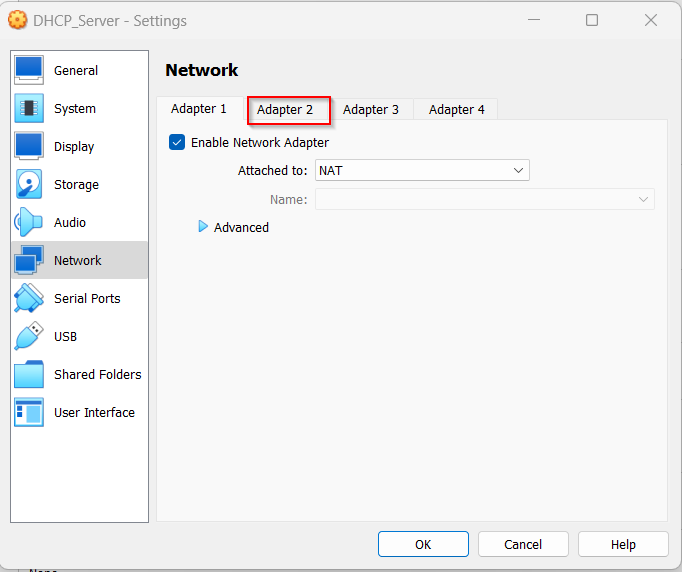 DHCP_Server - Settings
General
System
Display
Storage
Audio
Network
Serial Ports
USB
Shared Folders
User Interface
Network
Adapter 1 Adapter 2 Adapter 3 Adapter 4
Enable Network Adapter
Attached to: NAT
Name:
Advanced
OK Cancel Help